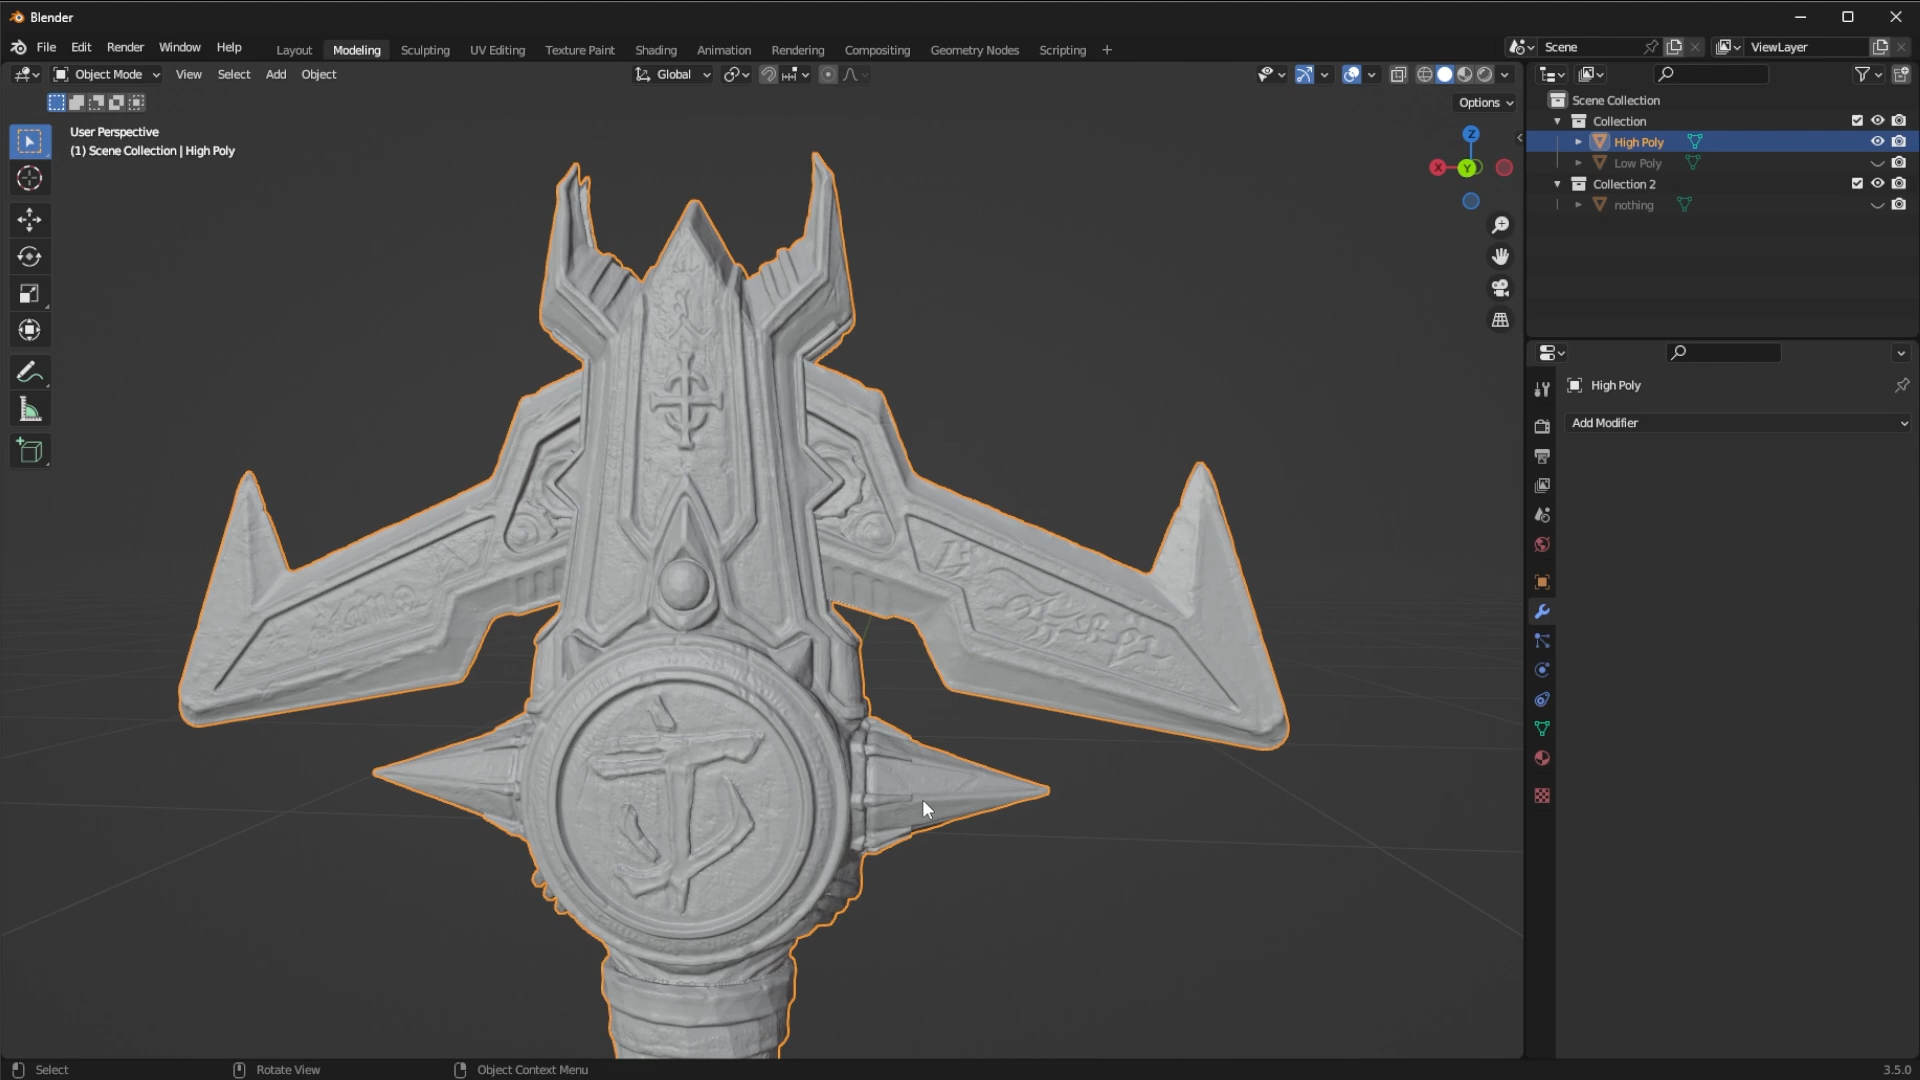 Blender
File Edit Render Window Help
Layout Modeling Sculpting UV Editing Texture Paint Shading Animation Rendering Compositing Geometry Nodes Scripting +
Scene
ViewLayer
Object Mode View Select Add Object
Global
Options
User Perspective
(1) Scene Collection | High Poly
Z
X
Y
Scene Collection
Collection
High Poly
Low Poly
Collection 2
nothing
High Poly
Add Modifier
Select
Rotate View
Object Context Menu
3.5.0